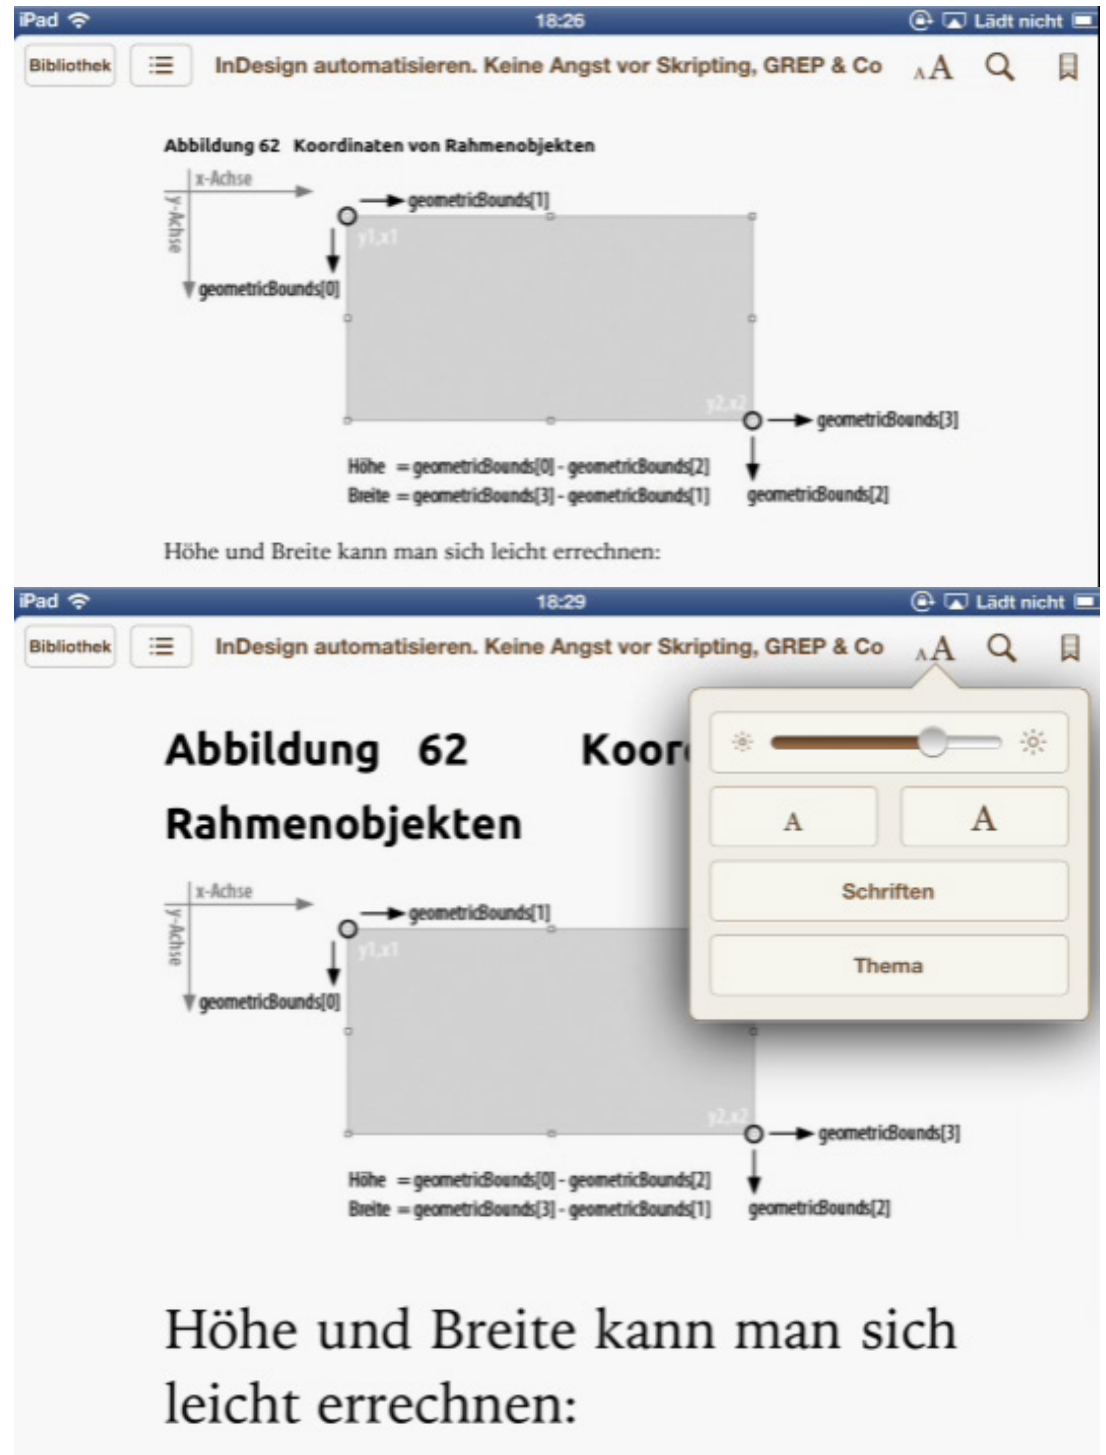 iPad 18:26 Lädt nicht
Bibliothek InDesign automatisieren. Keine Angst vor Skripting, GREP & Co AA
Abbildung 62 Koordinaten von Rahmenobjekten
x-Achse
y-Achse
geometricBounds[1]
y1,x1
geometricBounds[0]
y2,x2
geometricBounds[3]
Höhe = geometricBounds[0] - geometricBounds[2]
Breite = geometricBounds[3] - geometricBounds[1]
geometricBounds[2]
Höhe und Breite kann man sich leicht errechnen:
iPad 18:29 Lädt nicht
Bibliothek InDesign automatisieren. Keine Angst vor Skripting, GREP & Co AA
Abbildung 62
Rahmenobjekten
A A
Schriften
Thema
x-Achse
y-Achse
geometricBounds[1]
y1,x1
geometricBounds[0]
y2,x2
geometricBounds[3]
Höhe = geometricBounds[0] - geometricBounds[2]
Breite = geometricBounds[3] - geometricBounds[1]
geometricBounds[2]
Höhe und Breite kann man sich
leicht errechnen: